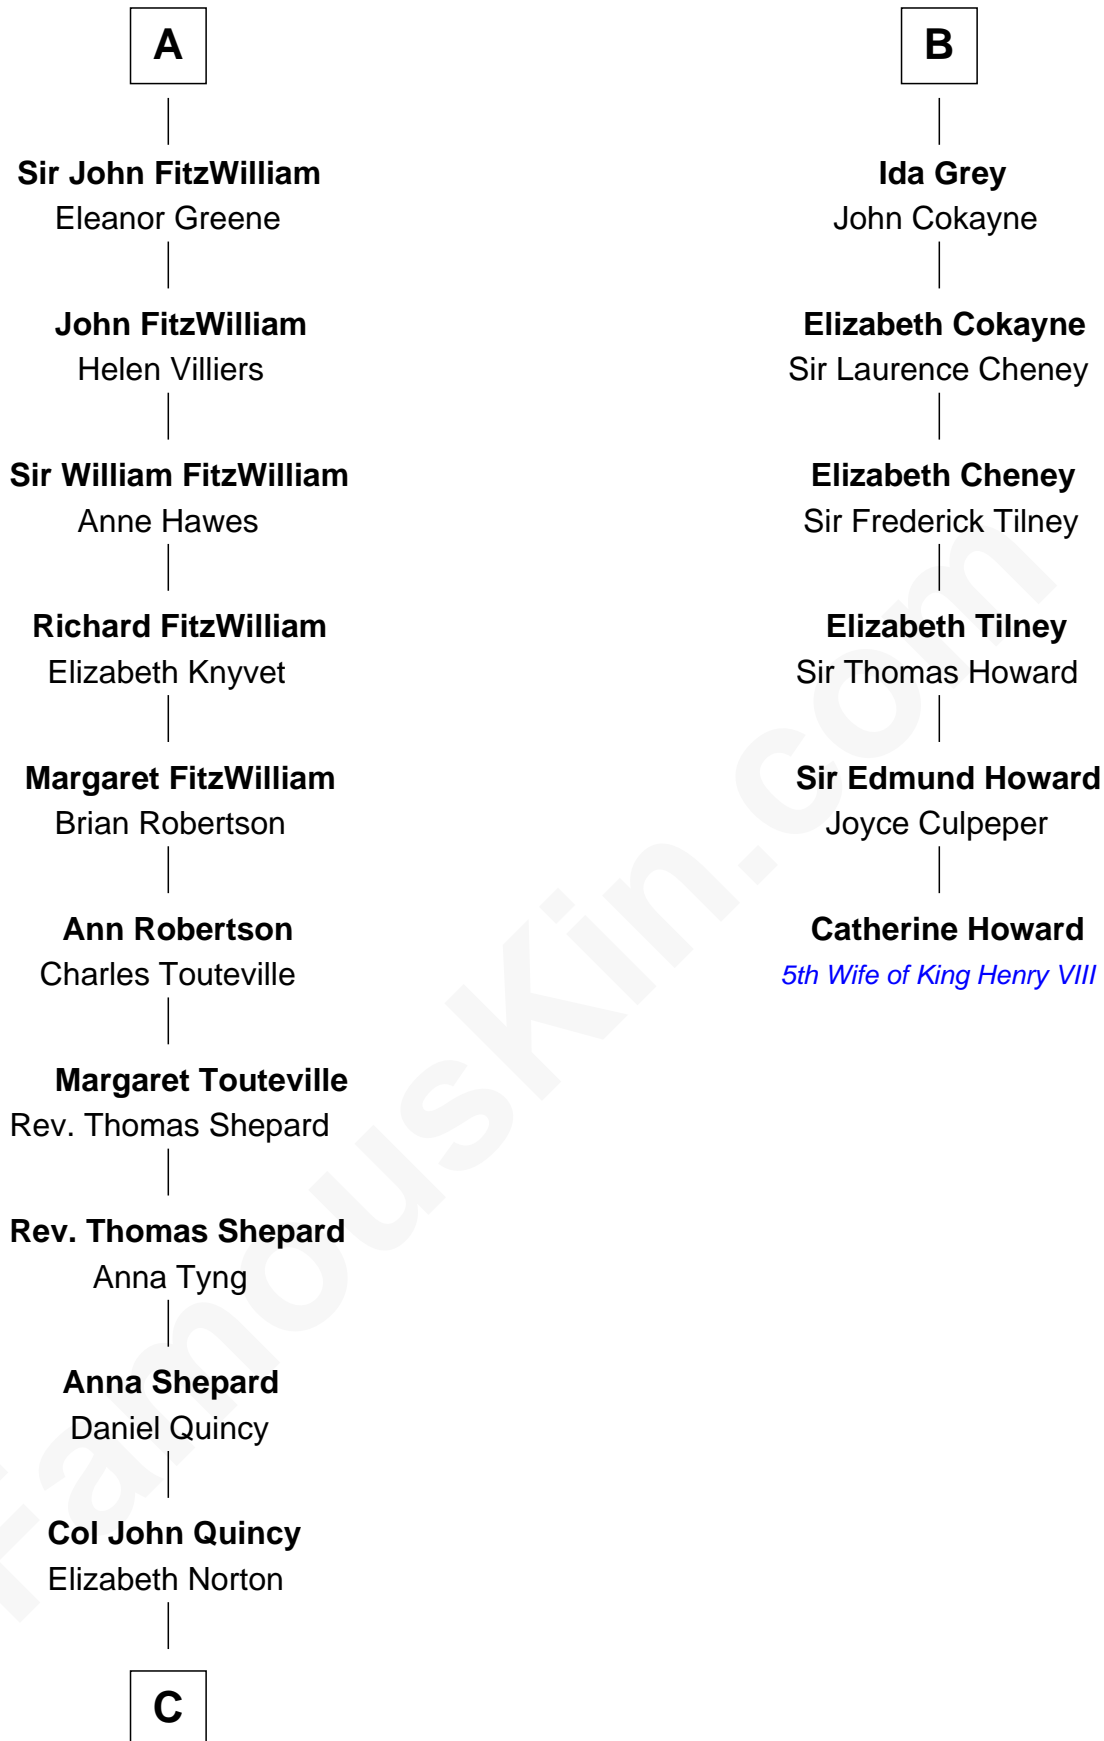 A
Sir John FitzWilliam
Eleanor Greene
John FitzWilliam
Helen Villiers
Sir William FitzWilliam
Anne Hawes
Richard FitzWilliam
Elizabeth Knyvet
Margaret FitzWilliam
Brian Robertson
Ann Robertson
Charles Touteville
Margaret Touteville
Rev. Thomas Shepard
Rev. Thomas Shepard
Anna Tyng
Anna Shepard
Daniel Quincy
Col John Quincy
Elizabeth Norton
C
B
Ida Grey
John Cokayne
Elizabeth Cokayne
Sir Laurence Cheney
Elizabeth Cheney
Sir Frederick Tilney
Elizabeth Tilney
Sir Thomas Howard
Sir Edmund Howard
Joyce Culpeper
Catherine Howard
5th Wife of King Henry VIII
FamousKin.com